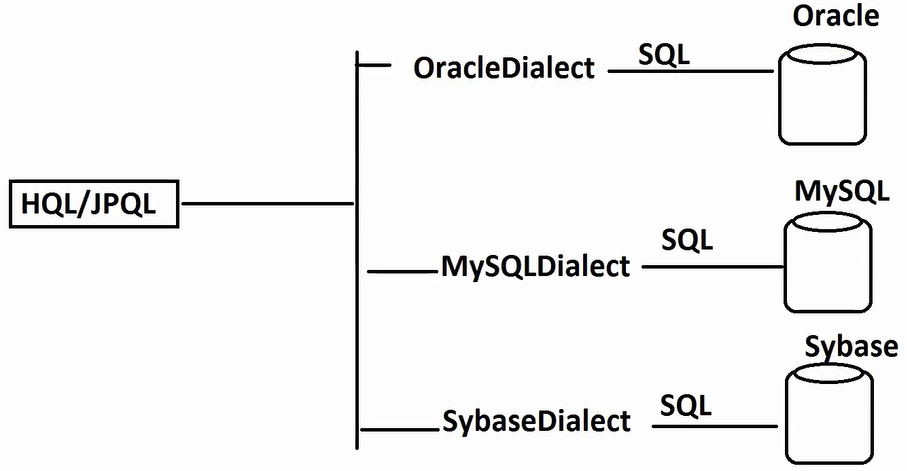 Oracle
OracleDialect SQL
MySQL
HQL/JPQL
SQL
MySQLDialect
Sybase
SybaseDialect SQL